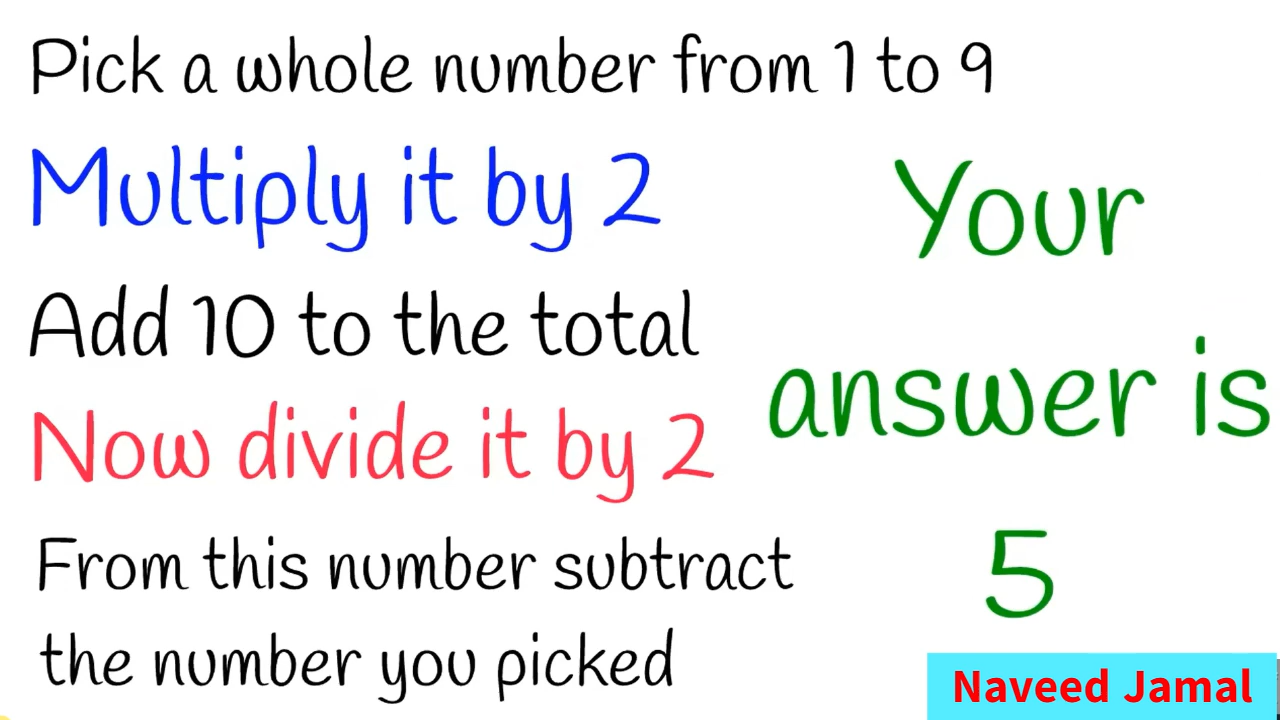 Pick a whole number from 1 to 9
Multiply it by 2
Add 10 to the total
Now divide it by 2
From this number subtract
the number you picked
Your
answer is
5
Naveed Jamal